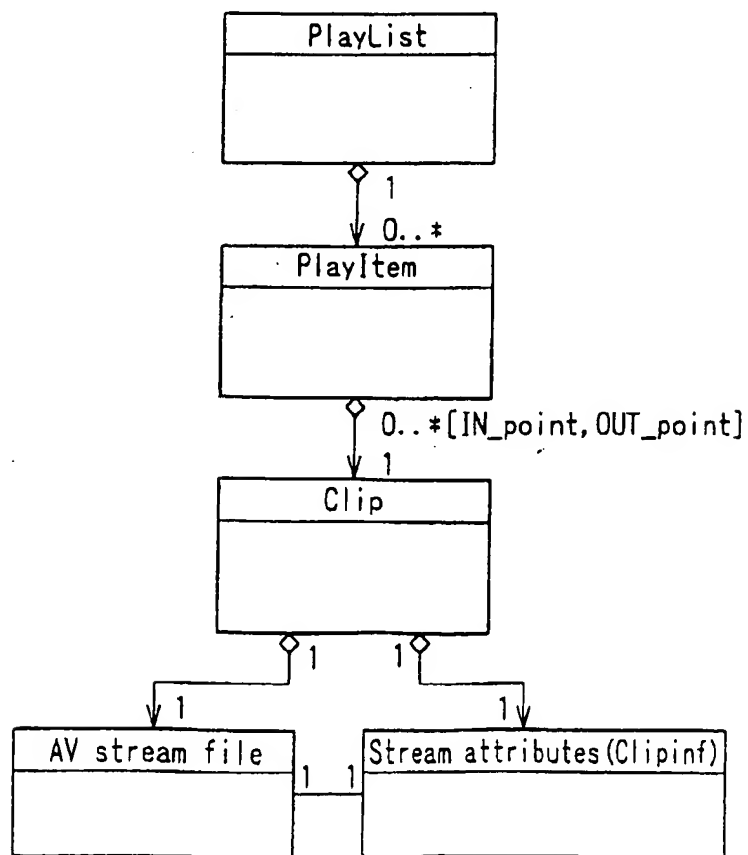 PlayList
1
0..*
PlayItem
0..*[IN_point,OUT_point]
1
Clip
1
1
1
1
AV stream file
Stream attributes(Clipinf)
1
1